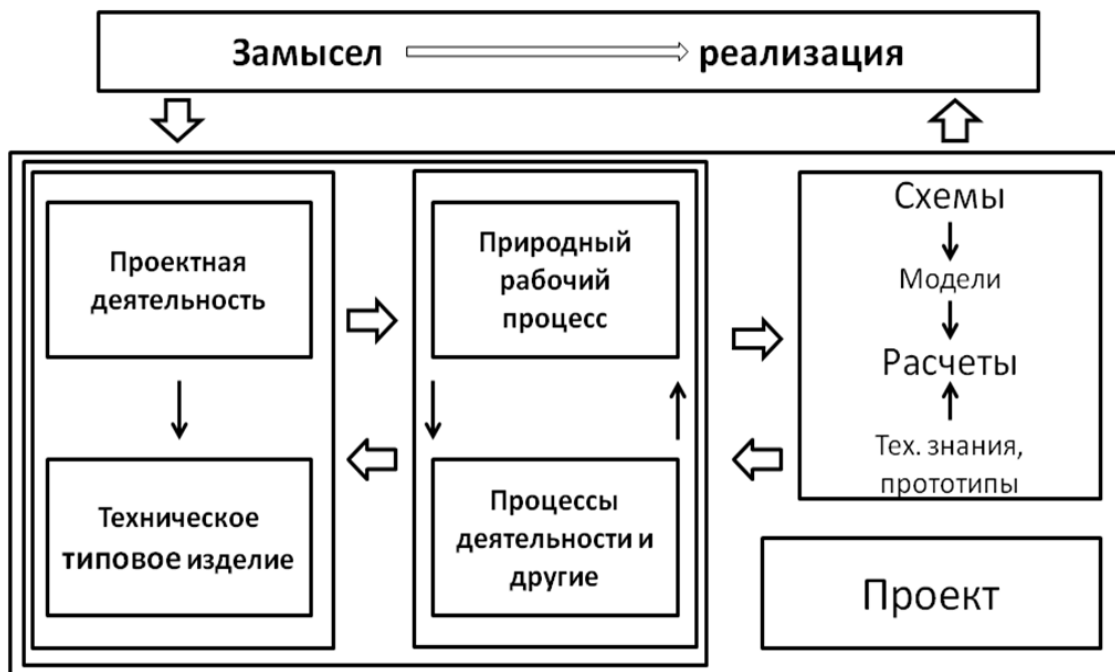 Замысел реализация
Проектная
деятельность
Техническое
типовое изделие
Природный
рабочий
процесс
Процессы
деятельности и
другие
Схемы
Модели
Расчеты
Тех. знания,
прототипы
Проект